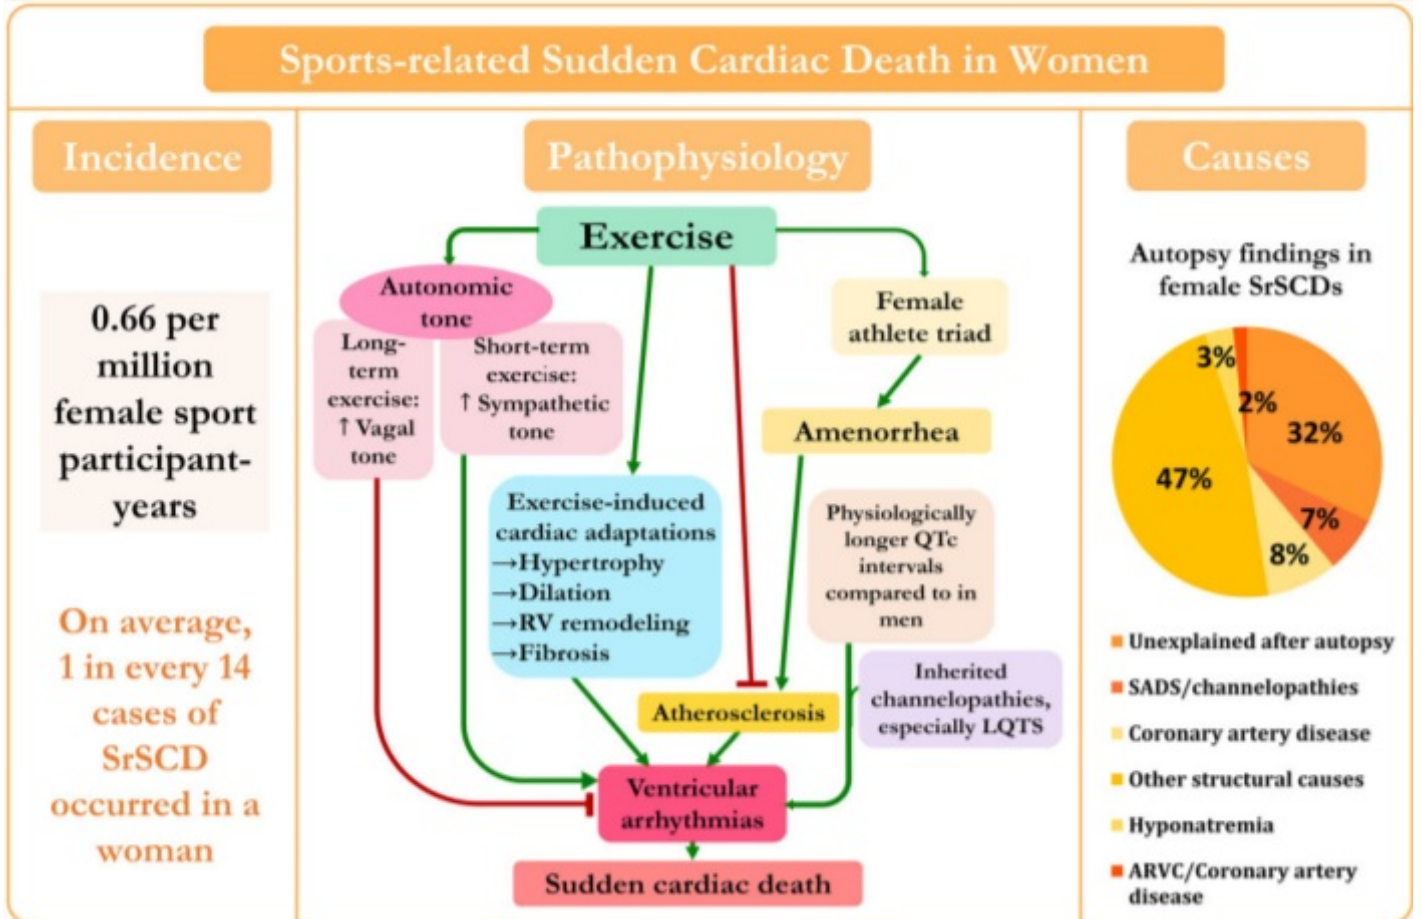 Sports-related Sudden Cardiac Death in Women
Incidence
0.66 per
million
female sport
participant-
years
On average,
1 in every 14
cases of
SrSCD
occurred in a
woman
Pathophysiology
Exercise
Autonomic
tone
Long-
term
exercise:
↑ Vagal
tone
Short-term
exercise:
↑ Sympathetic
tone
Exercise-induced
cardiac adaptations
→Hypertrophy
→Dilation
→RV remodeling
→Fibrosis
Female
athlete triad
Amenorrhea
Physiologically
longer QTc
intervals
compared to in
men
Inherited
channelopathies,
especially LQTS
Atherosclerosis
Ventricular
arrhythmias
Sudden cardiac death
Causes
Autopsy findings in
female SrSCDs
3%
2%
32%
47%
7%
8%
Unexplained after autopsy
SADS/channelopathies
Coronary artery disease
Other structural causes
Hyponatremia
ARVC/Coronary artery
disease